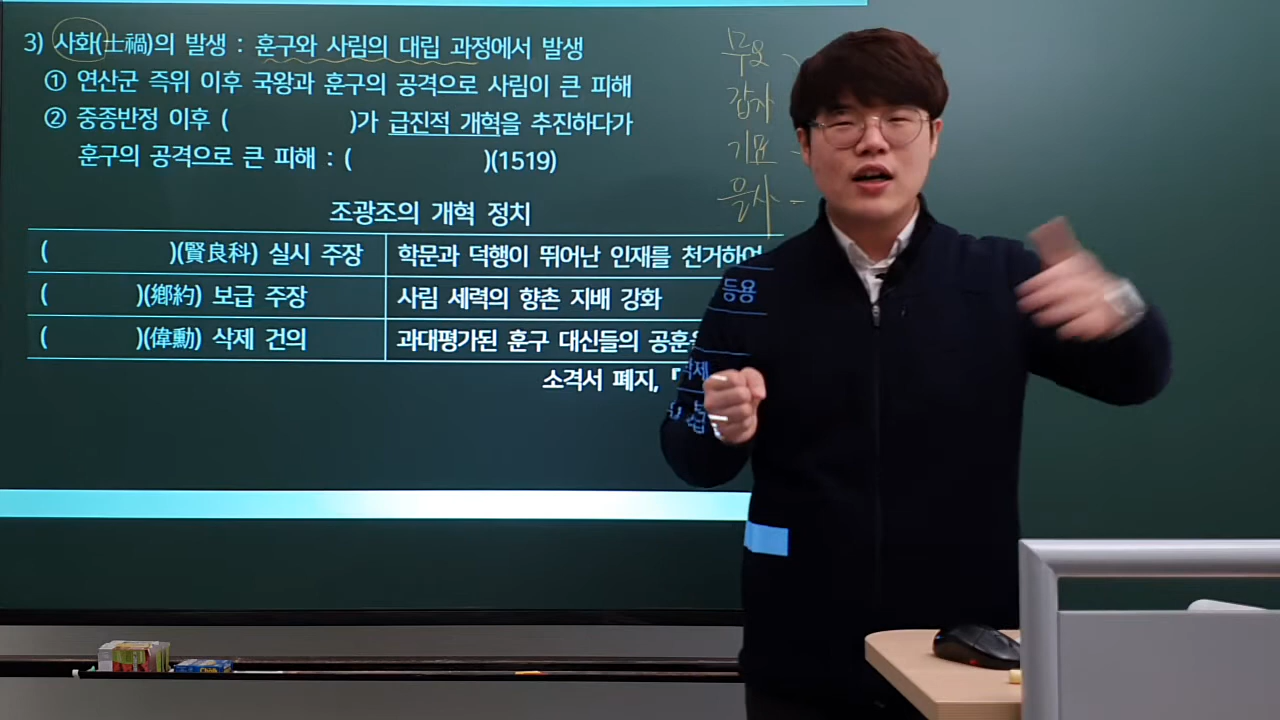 3) 사화(士禍)의 발생 : 훈구와 사림의 대립 과정에서 발생
① 연산군 즉위 이후 국왕과 훈구의 공격으로 사림이 큰 피해
② 중종반정 이후 ( )가 급진적 개혁을 추진하다가
훈구의 공격으로 큰 피해 : ( )(1519)
무오
갑자
기묘 -
을사 -
조광조의 개혁 정치
( )(賢良科) 실시 주장 학문과 덕행이 뛰어난 인재를 천거하여 등용
( )(鄕約) 보급 주장 사림 세력의 향촌 지배 강화
( )(偉勳) 삭제 건의 과대평가된 훈구 대신들의 공훈을 삭제
소격서 폐지, 「